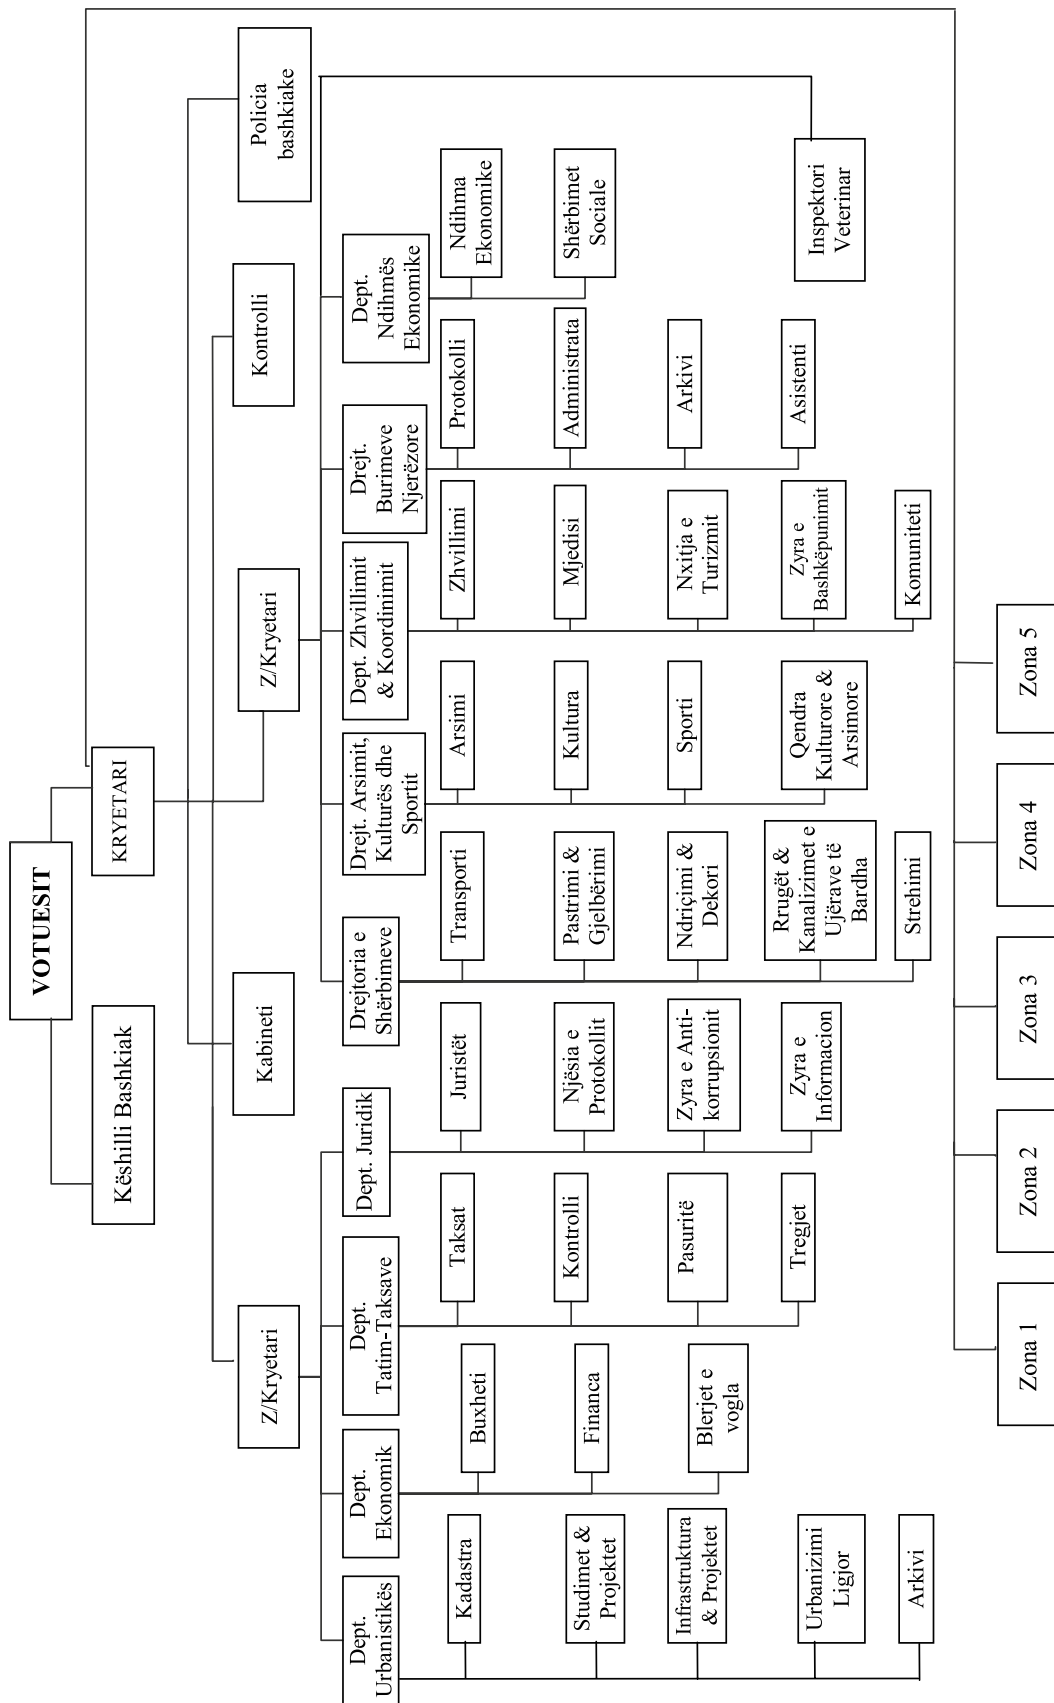 VOTUESIT
Këshilli Bashkiak
KRYETARI
Z/Kryetari
Kabineti
Z/Kryetari
Kontrolli
Policia
bashkiake
Dept.
Urbanistikës
Kadastra
Studimet &
Projektet
Infrastruktura
& Projektet
Urbanizimi
Ligjor
Arkivi
Dept.
Ekonomik
Buxheti
Financa
Blerjet e
vogla
Dept.
Tatim-Taksave
Taksat
Kontrolli
Pasuritë
Tregjet
Dept. Juridik
Juristët
Njësia e
Protokollit
Zyra e Anti-
korrupsionit
Zyra e
Informacion
Drejtoria e
Shërbimeve
Transporti
Pastrimi &
Gjelbërimi
Ndriçimi &
Dekori
Rrugët &
Kanalizimet e
Ujërave të
Bardha
Strehimi
Drejt. Arsimit,
Kulturës dhe
Sportit
Arsimi
Kultura
Sporti
Qendra
Kulturore &
Arsimore
Dept. Zhvillimit
& Koordinimit
Zhvillimi
Mjedisi
Nxitja e
Turizmit
Zyra e
Bashkëpunimit
Komuniteti
Drejt.
Burimeve
Njerëzore
Protokolli
Administrata
Arkivi
Asistenti
Dept.
Ndihmës
Ekonomike
Ndihma
Ekonomike
Shërbimet
Sociale
Inspektori
Veterinar
Zona 1
Zona 2
Zona 3
Zona 4
Zona 5